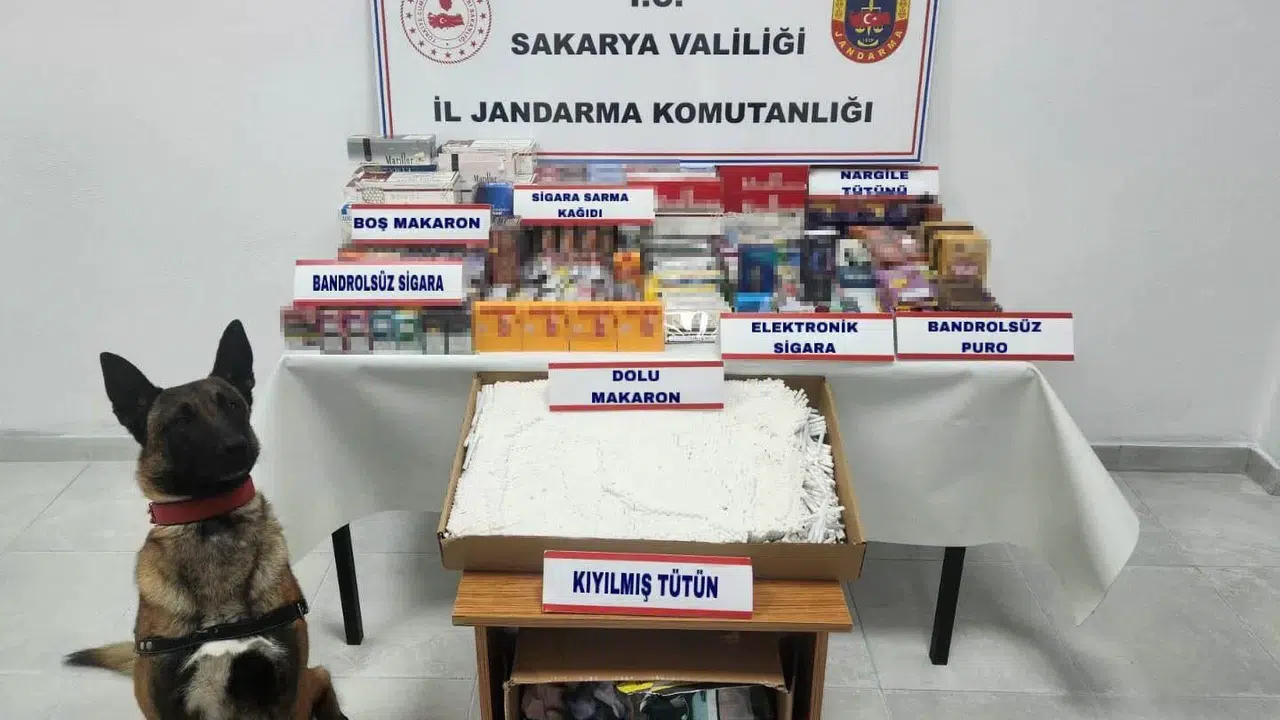 T.C.
SAKARYA VALİLİĞİ
İL JANDARMA KOMUTANLIĞI
JANDARMA
NARGİLE
TÜTÜNÜ
SİGARA SARMA
KAĞIDI
BOŞ MAKARON
BANDROLSÜZ SİGARA
ELEKTRONİK
SİGARA
BANDROLSÜZ
PURO
DOLU
MAKARON
KIYILMIŞ TÜTÜN